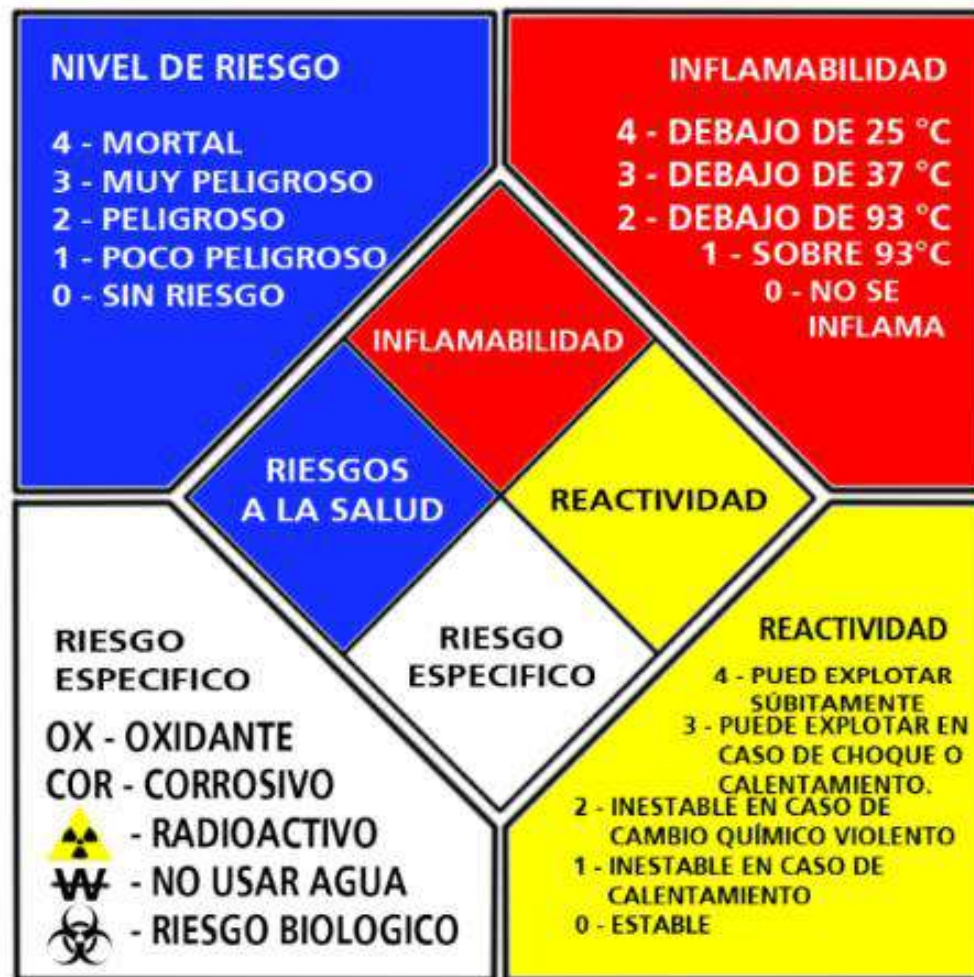 NIVEL DE RIESGO
4 - MORTAL
3 - MUY PELIGROSO
2 - PELIGROSO
1 - POCO PELIGROSO
0 - SIN RIESGO
INFLAMABILIDAD
4 - DEBAJO DE 25 °C
3 - DEBAJO DE 37 °C
2 - DEBAJO DE 93 °C
1 - SOBRE 93°C
0 - NO SE
INFLAMA
INFLAMABILIDAD
RIESGOS
A LA SALUD
REACTIVIDAD
RIESGO
ESPECIFICO
RIESGO
ESPECIFICO
OX - OXIDANTE
COR - CORROSIVO
- RADIOACTIVO
W - NO USAR AGUA
- RIESGO BIOLOGICO
REACTIVIDAD
4 - PUED EXPLOTAR
SÚBITAMENTE
3 - PUEDE EXPLOTAR EN
CASO DE CHOQUE O
CALENTAMIENTO.
2 - INESTABLE EN CASO DE
CAMBIO QUÍMICO VIOLENTO
1 - INESTABLE EN CASO DE
CALENTAMIENTO
0 - ESTABLE